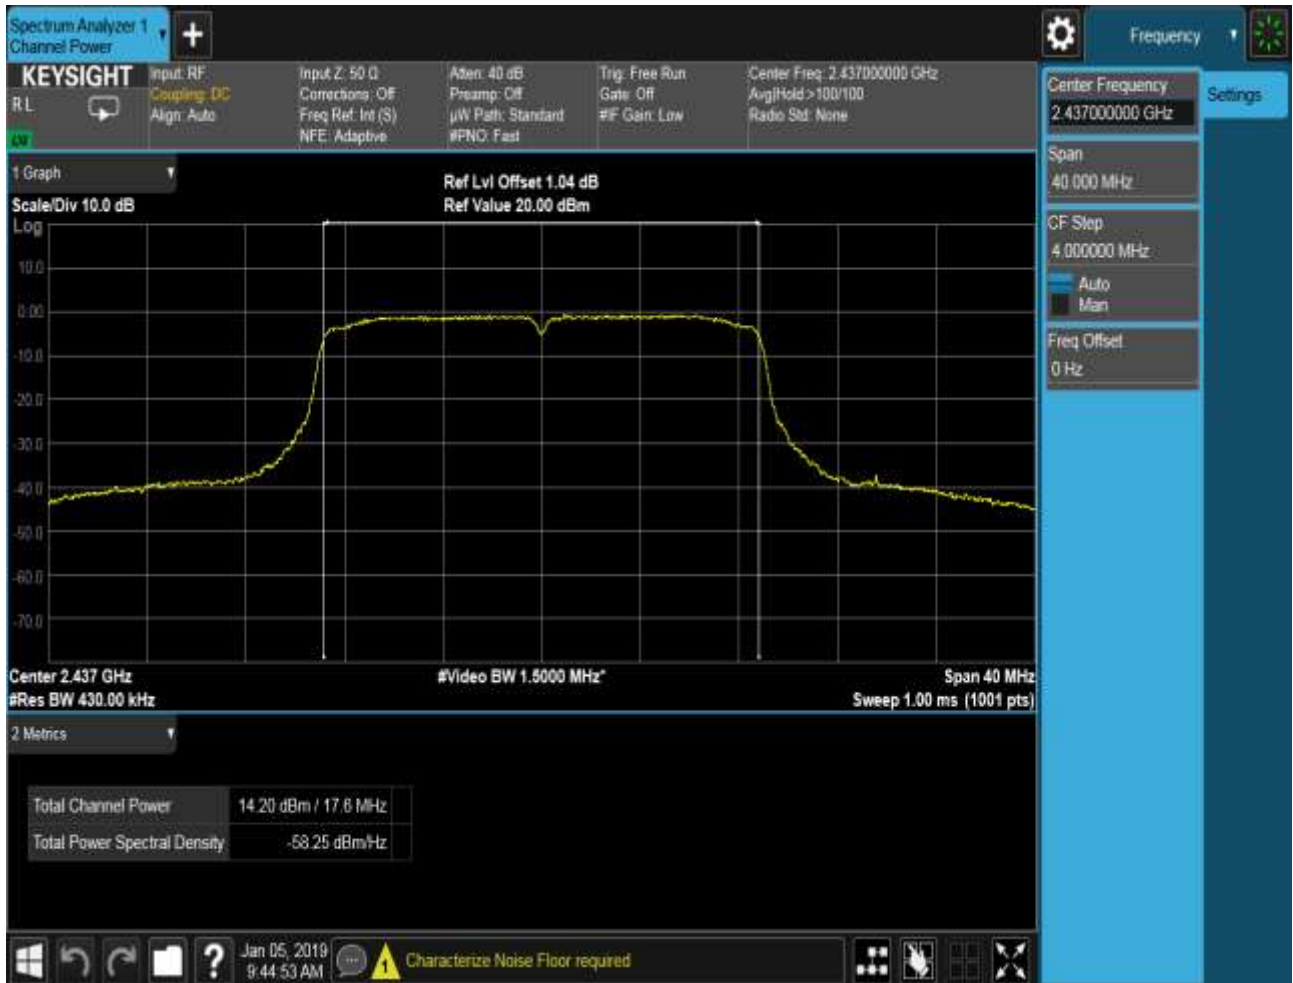 Spectrum Analyzer 1
Channel Power
Frequency
KEYSIGHT
RL
Input: RF
Coupling: DC
Align: Auto
Input Z: 50 Ω
Corrections: Off
Freq Ref: Int (S)
NFE: Adaptive
Atten: 40 dB
Preamp: Off
µW Path: Standard
#PNO: Fast
Trig: Free Run
Gate: Off
#IF Gain: Low
Center Freq: 2.437000000 GHz
Avg|Hold:>100/100
Radio Std: None
Center Frequency
2.437000000 GHz
Settings
Span
40.000 MHz
CF Step
4.000000 MHz
Auto
Man
Freq Offset
0 Hz
1 Graph
Scale/Div 10.0 dB
Ref Lvl Offset 1.04 dB
Ref Value 20.00 dBm
Log
10.0
0.00
-10.0
-20.0
-30.0
-40.0
-50.0
-60.0
-70.0
Center 2.437 GHz
#Video BW 1.5000 MHz*
Span 40 MHz
#Res BW 430.00 kHz
Sweep 1.00 ms (1001 pts)
2 Metrics
Total Channel Power
14.20 dBm / 17.6 MHz
Total Power Spectral Density
-58.25 dBm/Hz
?
Jan 05, 2019
9:44:53 AM
1
Characterize Noise Floor required